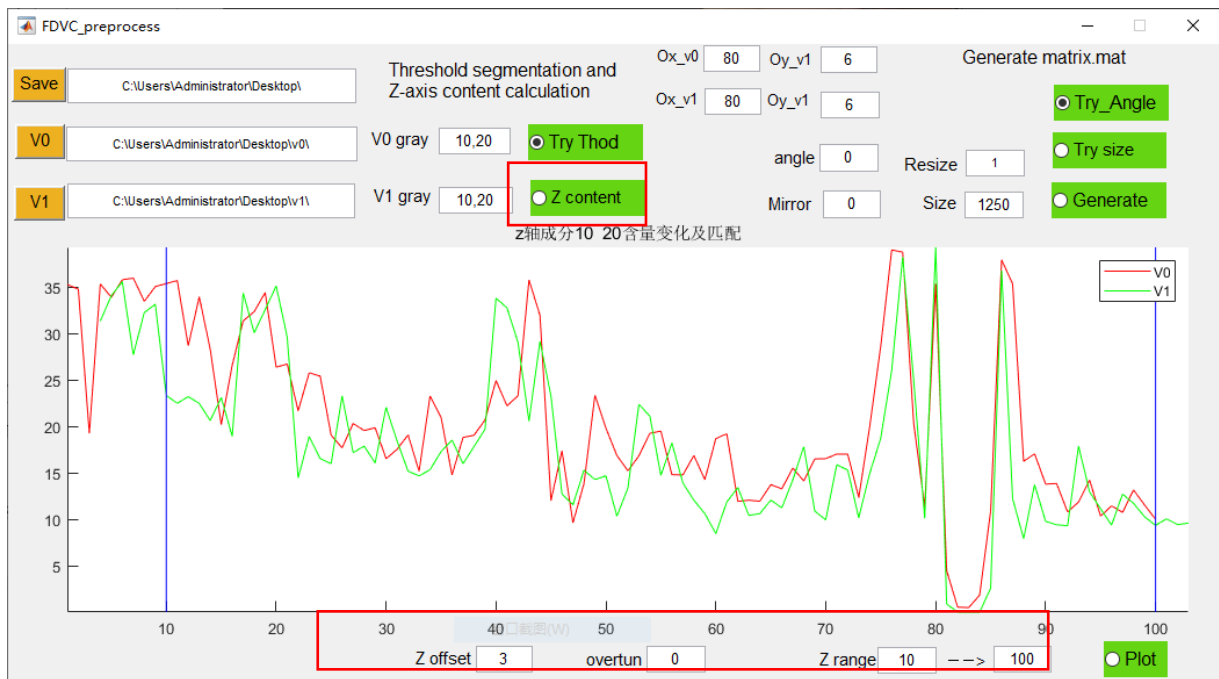 FDVC_preprocess
Save
C:\Users\Administrator\Desktop\
Threshold segmentation and
Z-axis content calculation
Ox_v0 80 Oy_v1 6
Generate matrix.mat
Ox_v1 80 Oy_v1 6
Try_Angle
V0
C:\Users\Administrator\Desktop\v0\
V0 gray 10,20
Try Thod
angle 0
Resize 1
Try size
V1
C:\Users\Administrator\Desktop\v1\
V1 gray 10,20
Z content
Mirror 0
Size 1250
Generate
z轴成分10 20含量变化及匹配
V0
V1
35
30
25
20
15
10
5
10 20 30 40 50 60 70 80 90 100
口截图(W)
Z offset 3 overtun 0 Z range 10 --> 100
Plot